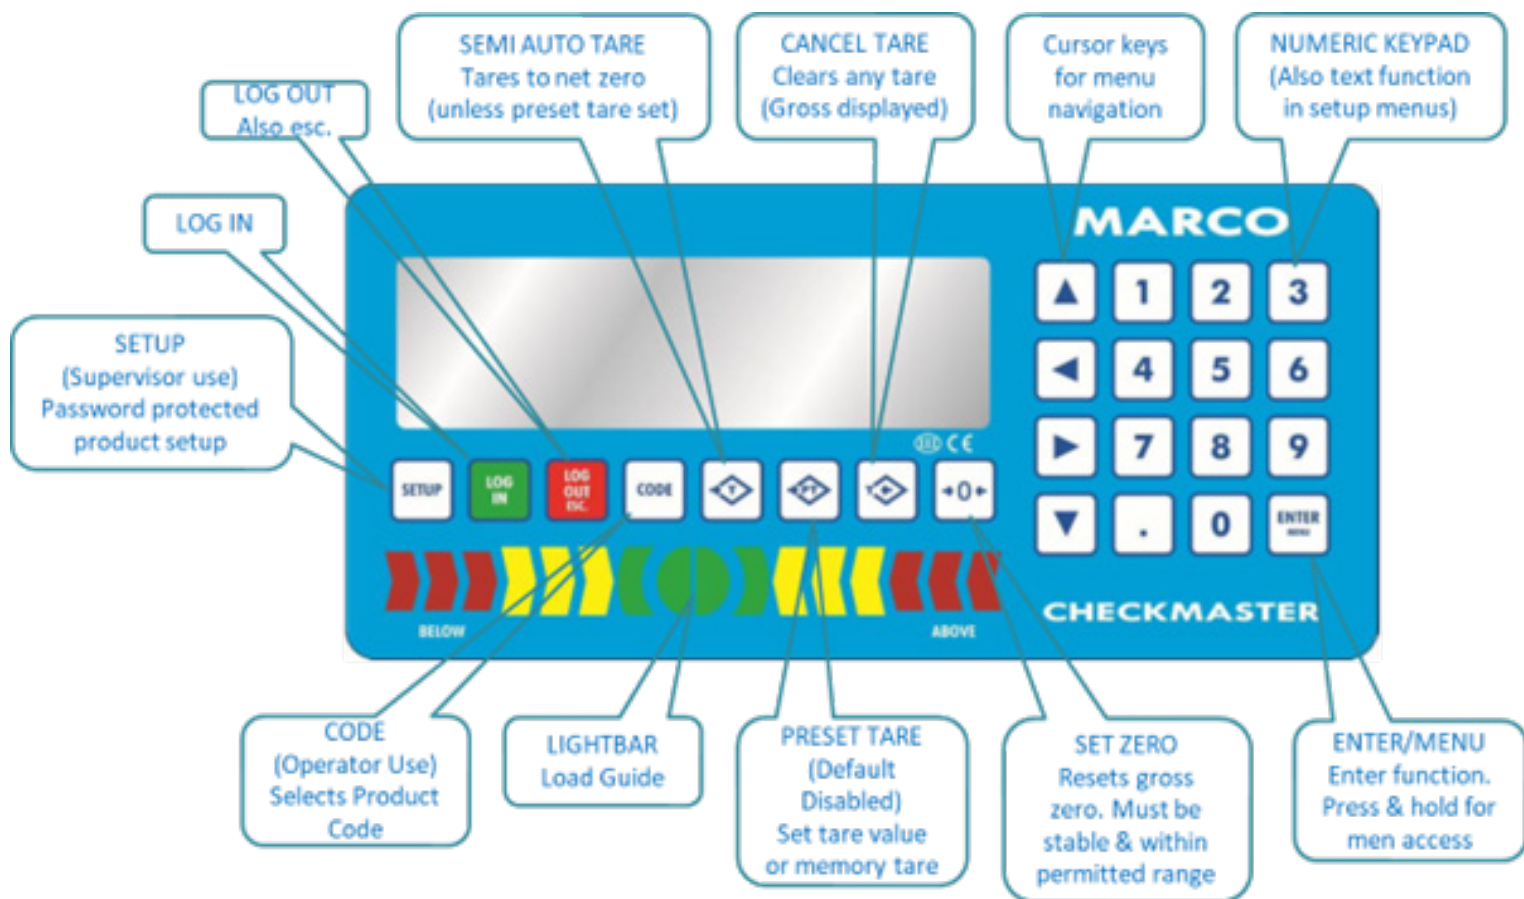 SEMI AUTO TARE
Tares to net zero
(unless preset tare set)
CANCEL TARE
Clears any tare
(Gross displayed)
Cursor keys
for menu
navigation
NUMERIC KEYPAD
(Also text function
in setup menus)
LOG OUT
Also esc.
LOG IN
SETUP
(Supervisor use)
Password protected
product setup
MARCO
1 2 3
4 5 6
7 8 9
. 0 ENTER
MENU
CE
SETUP
LOG
IN
LOG
OUT
ESC.
CODE
T
PT
T
0
BELOW
ABOVE
CHECKMASTER
CODE
(Operator Use)
Selects Product
Code
LIGHTBAR
Load Guide
PRESET TARE
(Default
Disabled)
Set tare value
or memory tare
SET ZERO
Resets gross
zero. Must be
stable & within
permitted range
ENTER/MENU
Enter function.
Press & hold for
men access